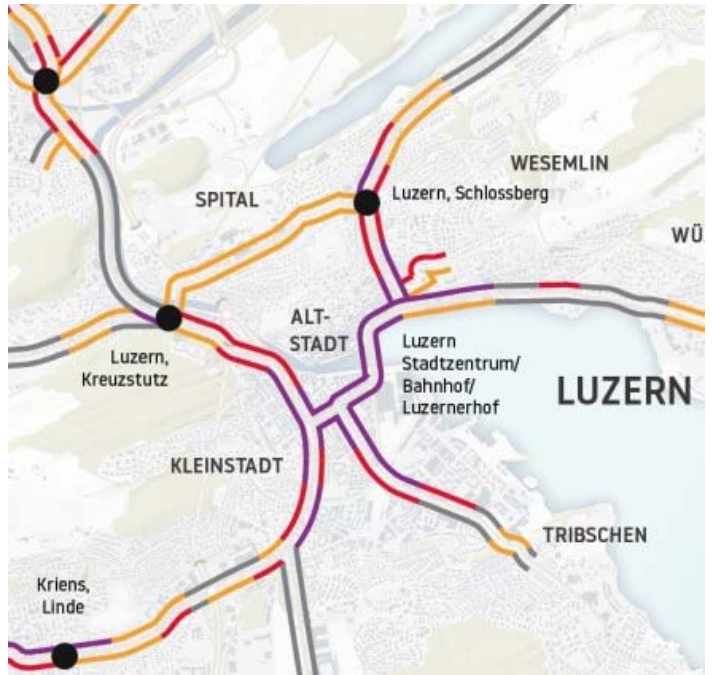 WESEMLIN
SPITAL
Luzern, Schlossberg
WÜ
ALT-
STADT
Luzern
Stadtzentrum/
Bahnhof/
Luzernerhof
Luzern,
Kreuzstutz
LUZERN
KLEINSTADT
TRIBSCHEN
Kriens,
Linde